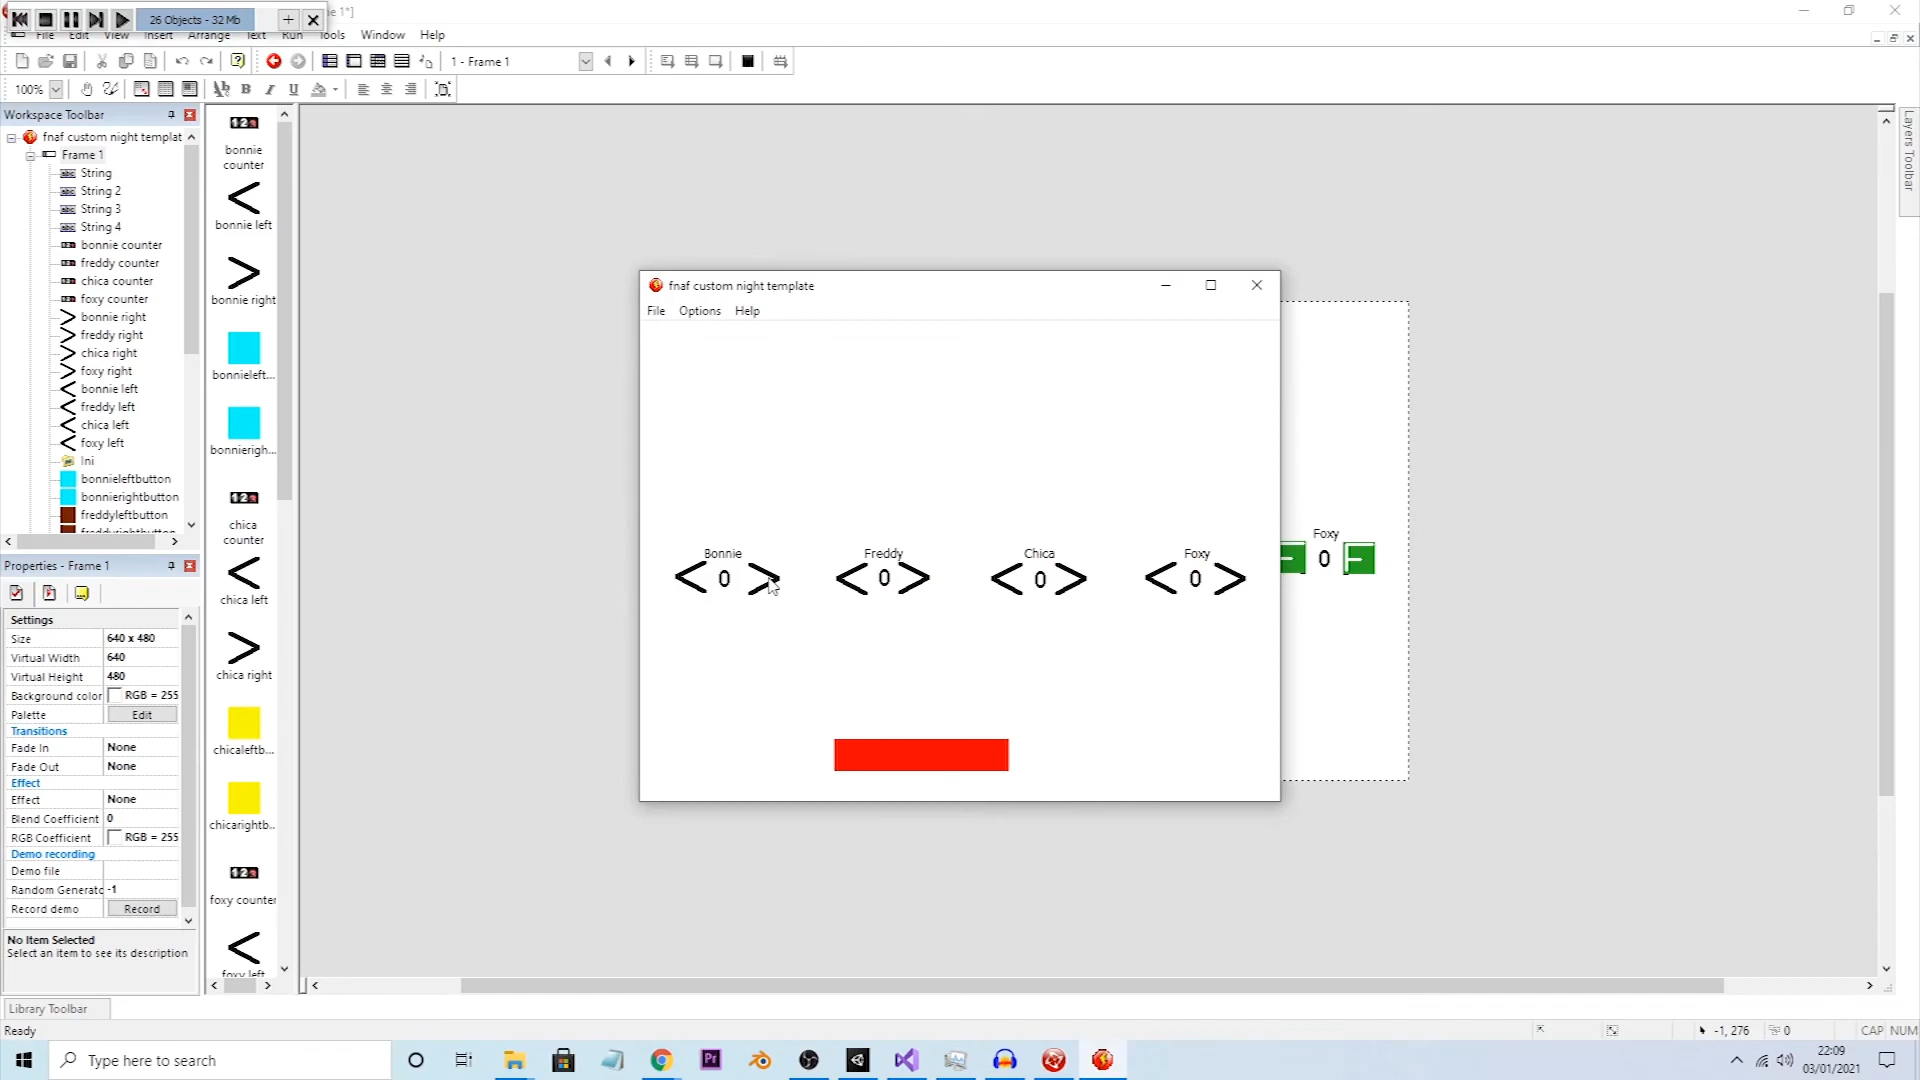 26 Objects - 32 Mb
e 1*]
File Edit View Insert Arrange Text Run Tools Window Help
1 - Frame 1
100%
B I U
Workspace Toolbar
fnaf custom night templat
Frame 1
String
String 2
String 3
String 4
bonnie counter
freddy counter
chica counter
foxy counter
bonnie right
freddy right
chica right
foxy right
bonnie left
freddy left
chica left
foxy left
Ini
bonnieleftbutton
bonnierightbutton
freddyleftbutton
freddyrightbutton
Properties - Frame 1
Settings
Size 640 x 480
Virtual Width 640
Virtual Height 480
Background color RGB = 255
Palette Edit
Transitions
Fade In None
Fade Out None
Effect
Effect None
Blend Coefficient 0
RGB Coefficient RGB = 255
Demo recording
Demo file
Random Generatc -1
Record demo Record
No Item Selected
Select an item to see its description
Library Toolbar
Ready
bonnie
counter
bonnie left
bonnie right
bonnieleft...
bonnierigh...
chica
counter
chica left
chica right
chicaleftb...
chicarightb...
foxy counter
foxy left
fnaf custom night template
File Options Help
Bonnie Freddy Chica Foxy
< 0 > < 0 > < 0 > < 0 >
Foxy
0
Layers Toolbar
-1, 276 0 CAP NUM
Type here to search
Pr
22:09
03/01/2021